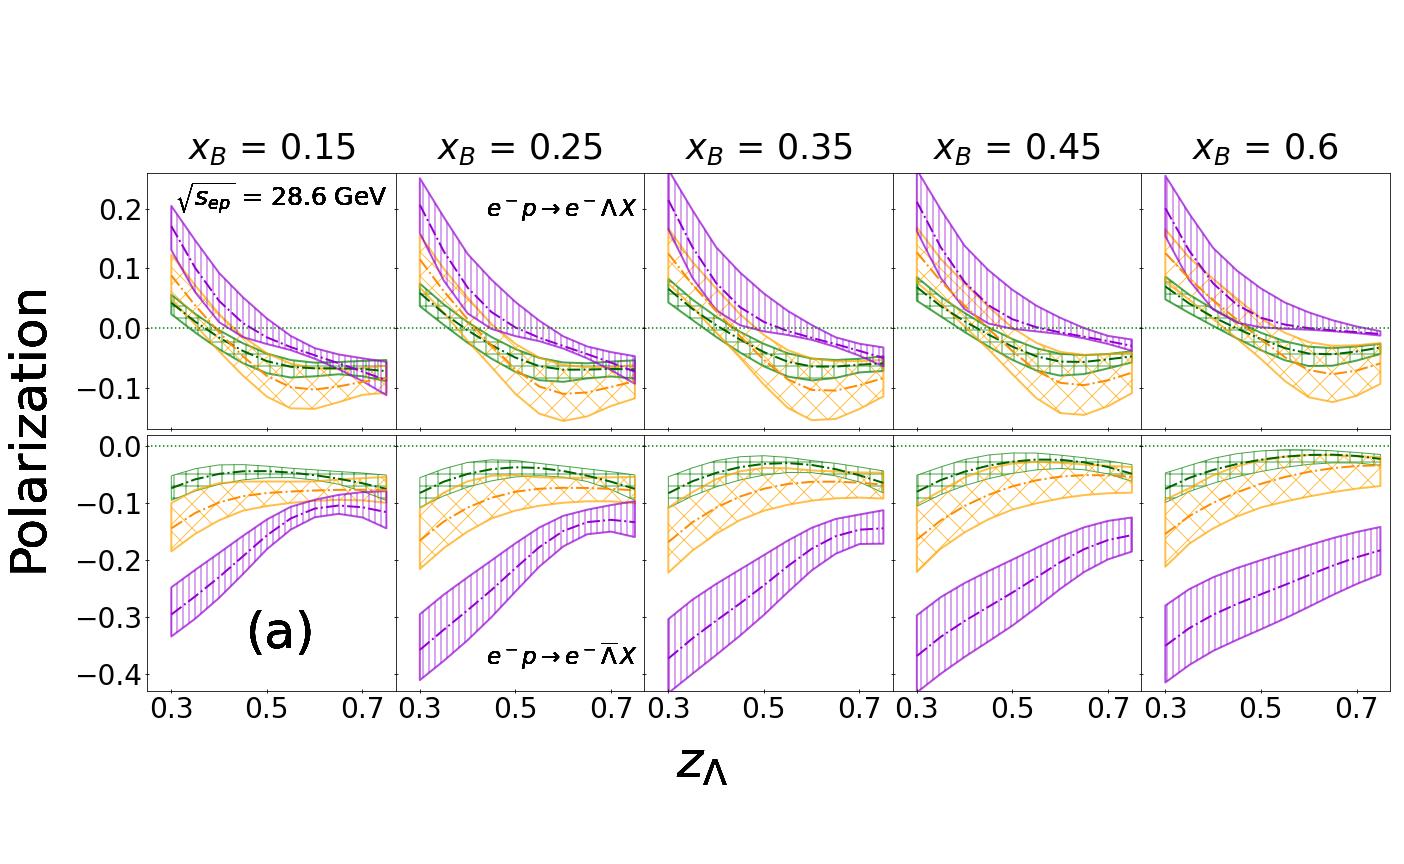 x_B = 0.15 x_B = 0.25 x_B = 0.35 x_B = 0.45 x_B = 0.6
√s_ep = 28.6 GeV
e⁻p→e⁻ΛX
0.2
0.1
0.0
−0.1
Polarization
0.0
−0.1
−0.2
−0.3
−0.4
(a)
e⁻p→e⁻Λ̅X
0.3 0.5 0.7 0.3 0.5 0.7 0.3 0.5 0.7 0.3 0.5 0.7 0.3 0.5 0.7
z_Λ